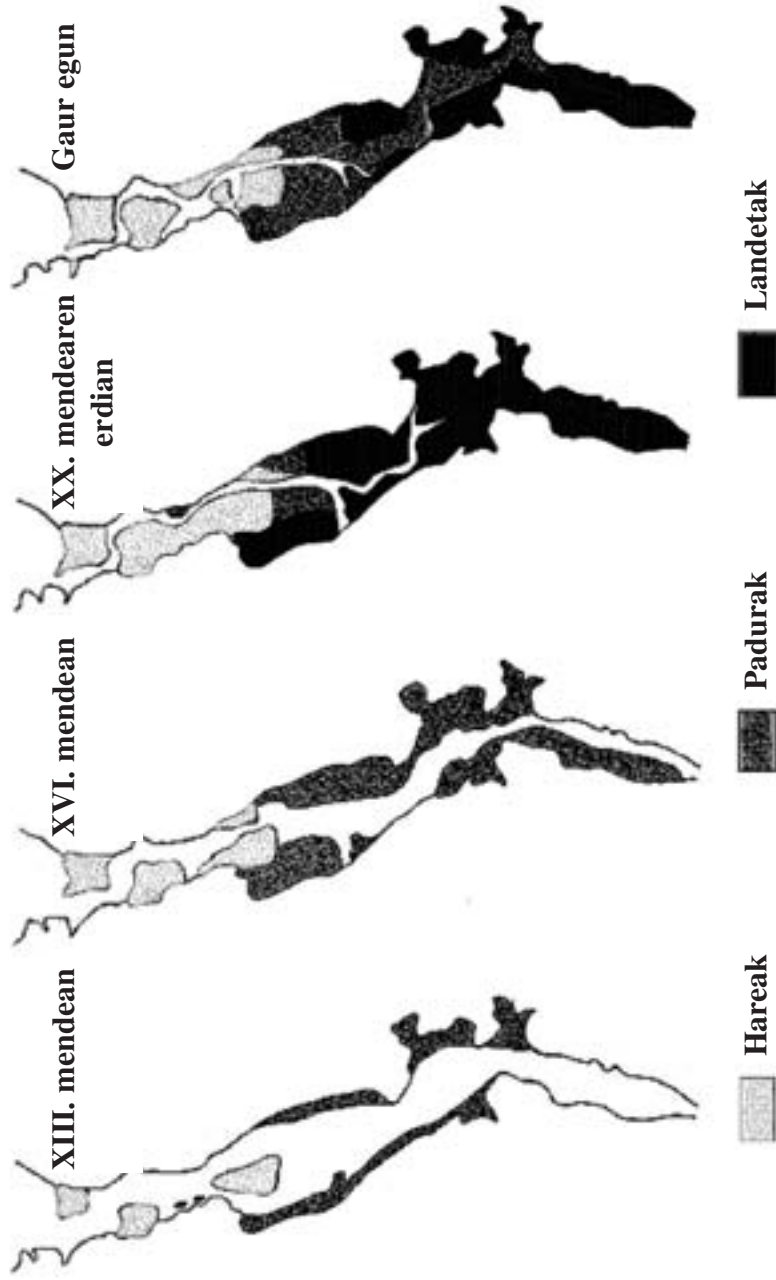 XIII. mendean
XVI. mendean
XX. mendearen
erdian
Gaur egun
Hareak
Padurak
Landetak